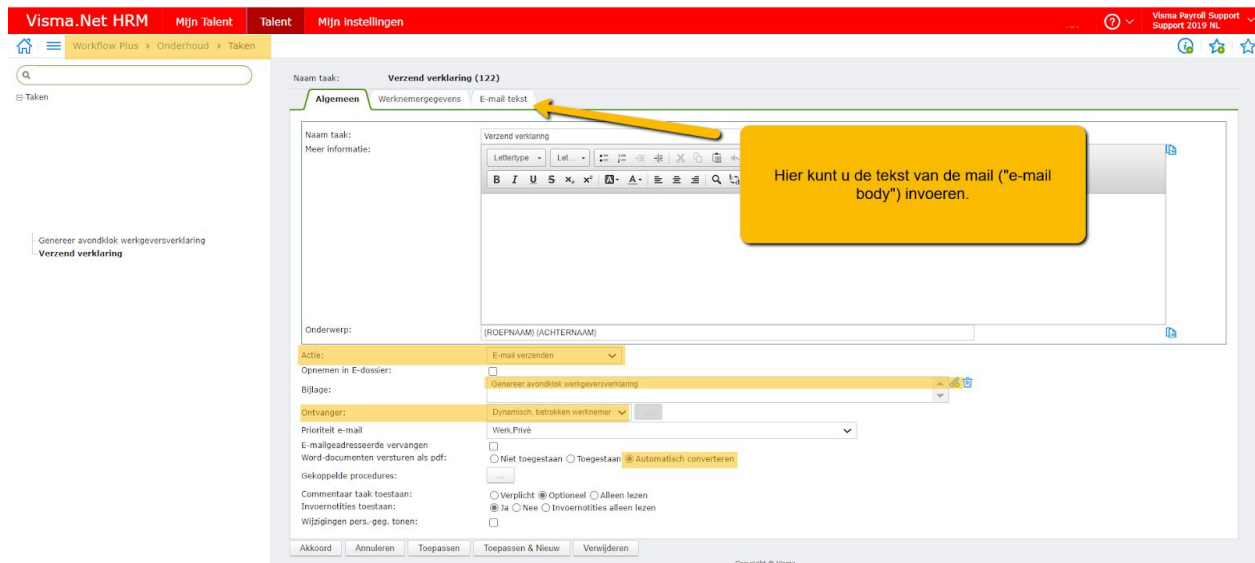 Visma.Net HRM Mijn Talent Talent Mijn instellingen Visma Payroll Support
Support 2019 NL
Workflow Plus › Onderhoud › Taken
Taken
Genereer avondklok werkgeversverklaring
Verzend verklaring
Naam taak: Verzend verklaring (122)
Algemeen Werknemergegevens E-mail tekst
Naam taak: Verzend verklaring
Meer informatie:
Lettertype Let...
B I U S x₂ x² A A
Hier kunt u de tekst van de mail ("e-mail
body") invoeren.
Onderwerp: (ROEPNAAM) (ACHTERNAAM)
Actie: E-mail verzenden
Opnemen in E-dossier:
Bijlage: Genereer avondklok werkgeversverklaring
Ontvanger: Dynamisch, betrokken werknemer ...
Prioriteit e-mail Werk,Privè
E-mailgeadresseerde vervangen
Word-documenten versturen als pdf: Niet toegestaan Toegestaan Automatisch converteren
Gekoppelde procedures: ...
Commentaar taak toestaan: Verplicht Optioneel Alleen lezen
Invoernotities toestaan: Ja Nee Invoernotities alleen lezen
Wijzigingen pers.-geg. tonen:
Akkoord Annuleren Toepassen Toepassen & Nieuw Verwijderen